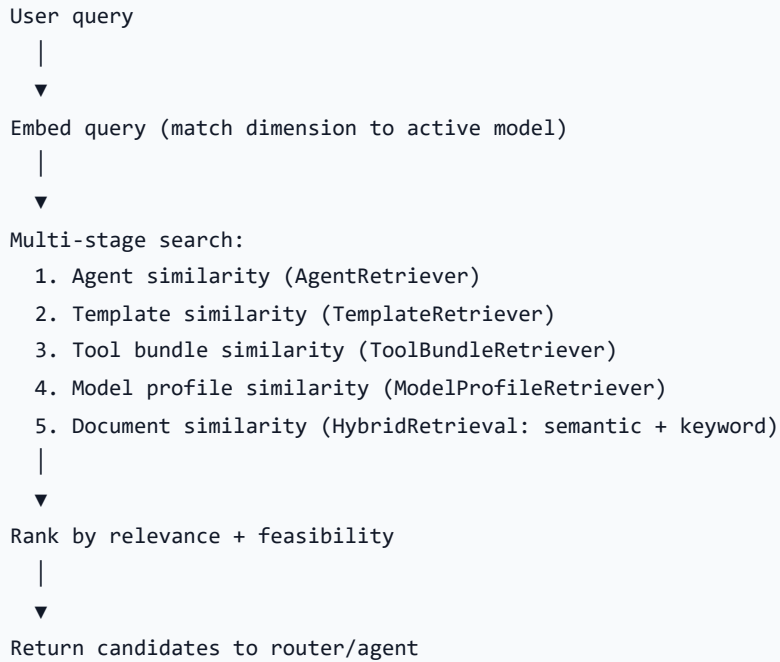 User query
│
▼
Embed query (match dimension to active model)
│
▼
Multi-stage search:
1. Agent similarity (AgentRetriever)
2. Template similarity (TemplateRetriever)
3. Tool bundle similarity (ToolBundleRetriever)
4. Model profile similarity (ModelProfileRetriever)
5. Document similarity (HybridRetrieval: semantic + keyword)
│
▼
Rank by relevance + feasibility
│
▼
Return candidates to router/agent